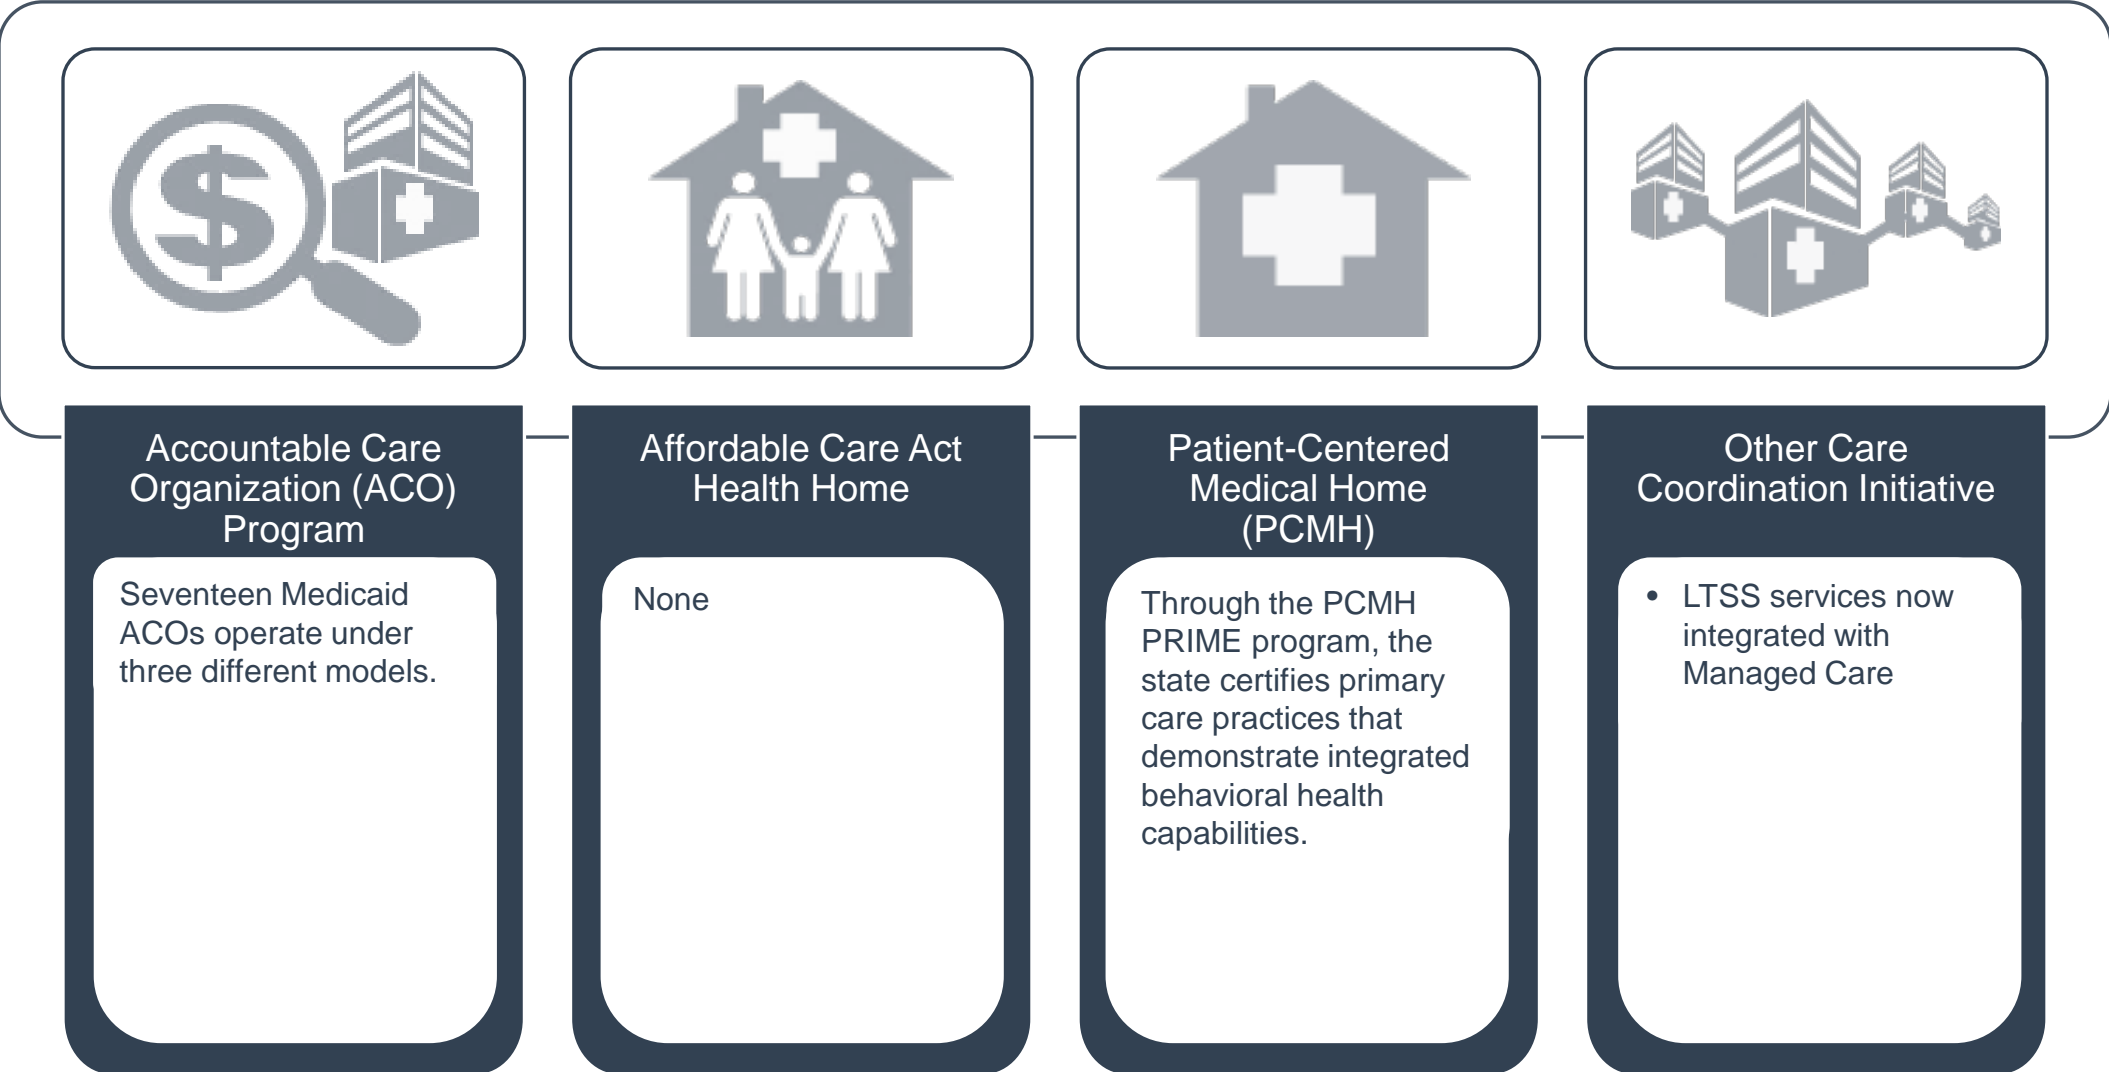 Accountable Care
Organization (ACO)
Program
Seventeen Medicaid
ACOs operate under
three different models.
Affordable Care Act
Health Home
None
Patient-Centered
Medical Home
(PCMH)
Through the PCMH
PRIME program, the
state certifies primary
care practices that
demonstrate integrated
behavioral health
capabilities.
Other Care
Coordination Initiative
• LTSS services now
integrated with
Managed Care